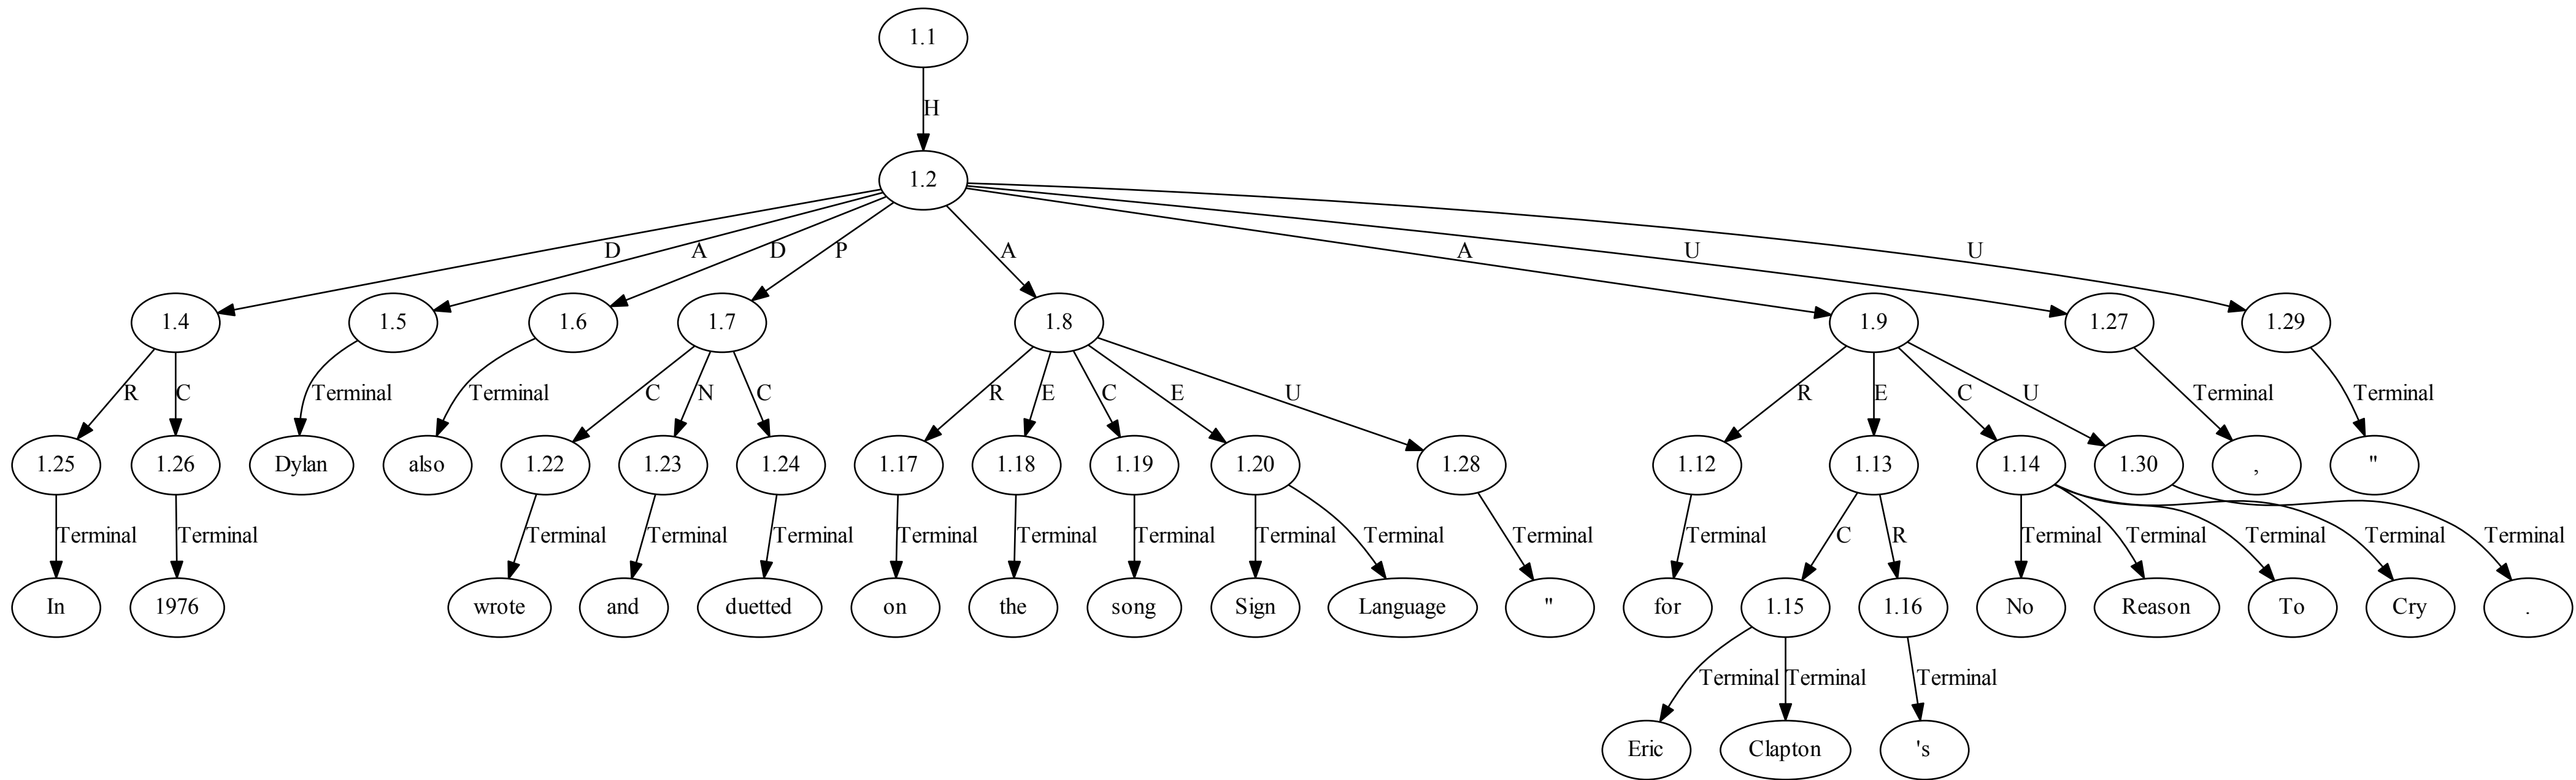 1.1
H
1.2
D A D P A A U U
1.4 1.5 1.6 1.7 1.8 1.9 1.27 1.29
R C Terminal Terminal C N C R E C E U R E C U Terminal Terminal
1.25 1.26 Dylan also 1.22 1.23 1.24 1.17 1.18 1.19 1.20 1.28 1.12 1.13 1.14 1.30 , "
Terminal Terminal Terminal Terminal Terminal Terminal Terminal Terminal Terminal Terminal Terminal Terminal C R Terminal Terminal Terminal Terminal Terminal
In 1976 wrote and duetted on the song Sign Language " for 1.15 1.16 No Reason To Cry .
Terminal Terminal Terminal
Eric Clapton 's